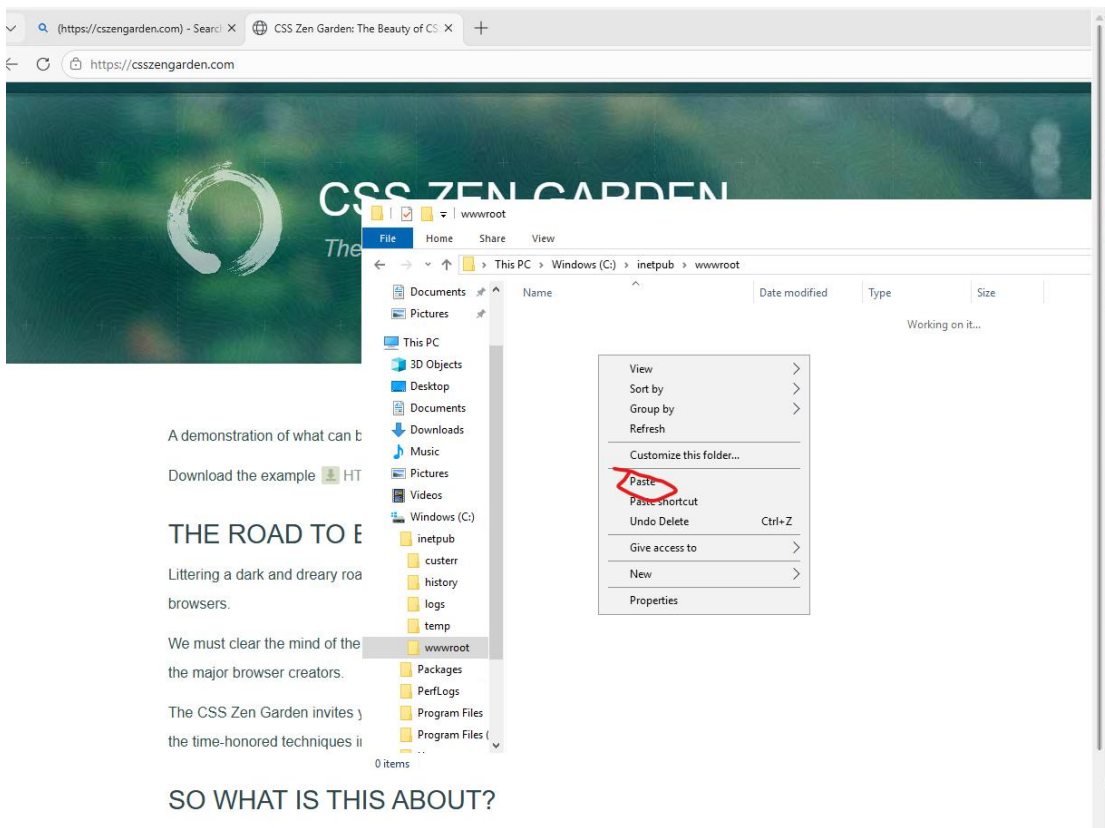 (https://cszengarden.com) - Searc
CSS Zen Garden: The Beauty of CS
https://csszengarden.com
CSS ZEN GARDEN
The
wwwroot
File Home Share View
This PC > Windows (C:) > inetpub > wwwroot
Documents
Pictures
This PC
3D Objects
Desktop
Documents
Downloads
Music
Pictures
Videos
Windows (C:)
inetpub
custerr
history
logs
temp
wwwroot
Packages
PerfLogs
Program Files
Program Files (
0 items
Name Date modified Type Size
Working on it...
View
Sort by
Group by
Refresh
Customize this folder...
Paste
Paste shortcut
Undo Delete Ctrl+Z
Give access to
New
Properties
A demonstration of what can b
Download the example HT
THE ROAD TO E
Littering a dark and dreary roa
browsers.
We must clear the mind of the
the major browser creators.
The CSS Zen Garden invites y
the time-honored techniques i
SO WHAT IS THIS ABOUT?